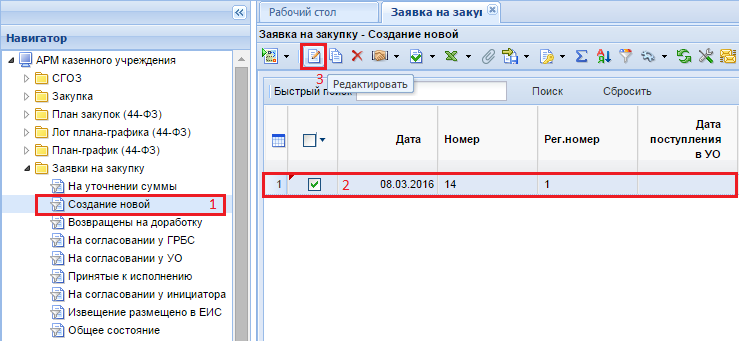 Рабочий стол
Заявка на закуп
Навигатор
Заявка на закупку - Создание новой
АРМ казенного учреждения
СГОЗ
Закупка
План закупок (44-ФЗ)
Лот плана-графика (44-ФЗ)
План-график (44-ФЗ)
Заявки на закупку
На уточнении суммы
Создание новой 1
Возвращены на доработку
На согласовании у ГРБС
На согласовании у УО
Принятые к исполнению
На согласовании у инициатора
Извещение размещено в ЕИС
Общее состояние
3
Редактировать
Быстрый поиск
Поиск
Сбросить
Дата
Номер
Рег.номер
Дата
поступления
в УО
1 2 08.03.2016 14 1